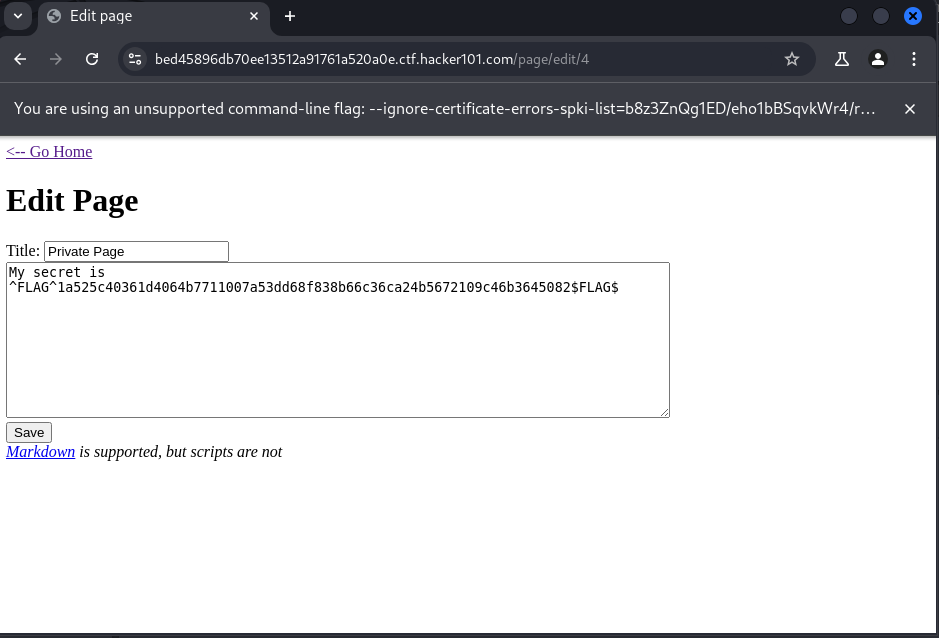 Edit page
bed45896db70ee13512a91761a520a0e.ctf.hacker101.com/page/edit/4
You are using an unsupported command-line flag: --ignore-certificate-errors-spki-list=b8z3ZnQg1ED/eho1bBSqvkWr4/r…
<-- Go Home
Edit Page
Title: Private Page
My secret is
^FLAG^1a525c40361d4064b7711007a53dd68f838b66c36ca24b5672109c46b3645082$FLAG$
Save
Markdown is supported, but scripts are not